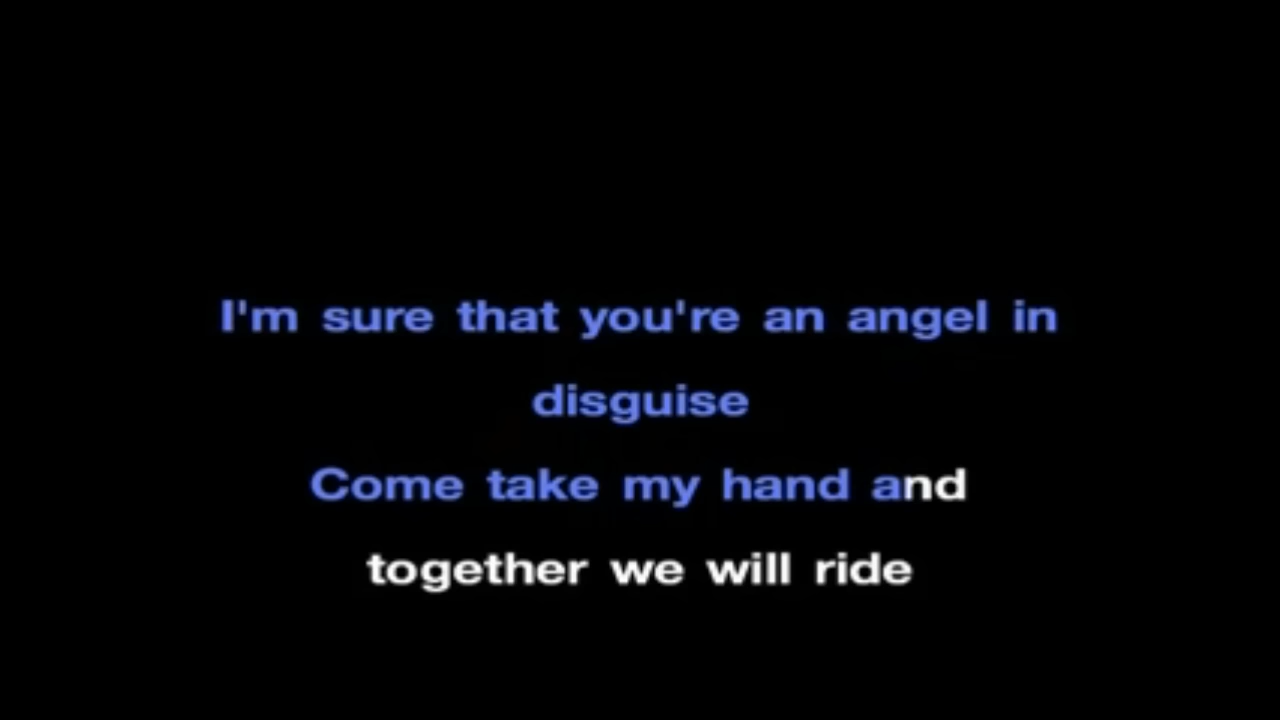 I'm sure that you're an angel in
disguise
Come take my hand and
together we will ride